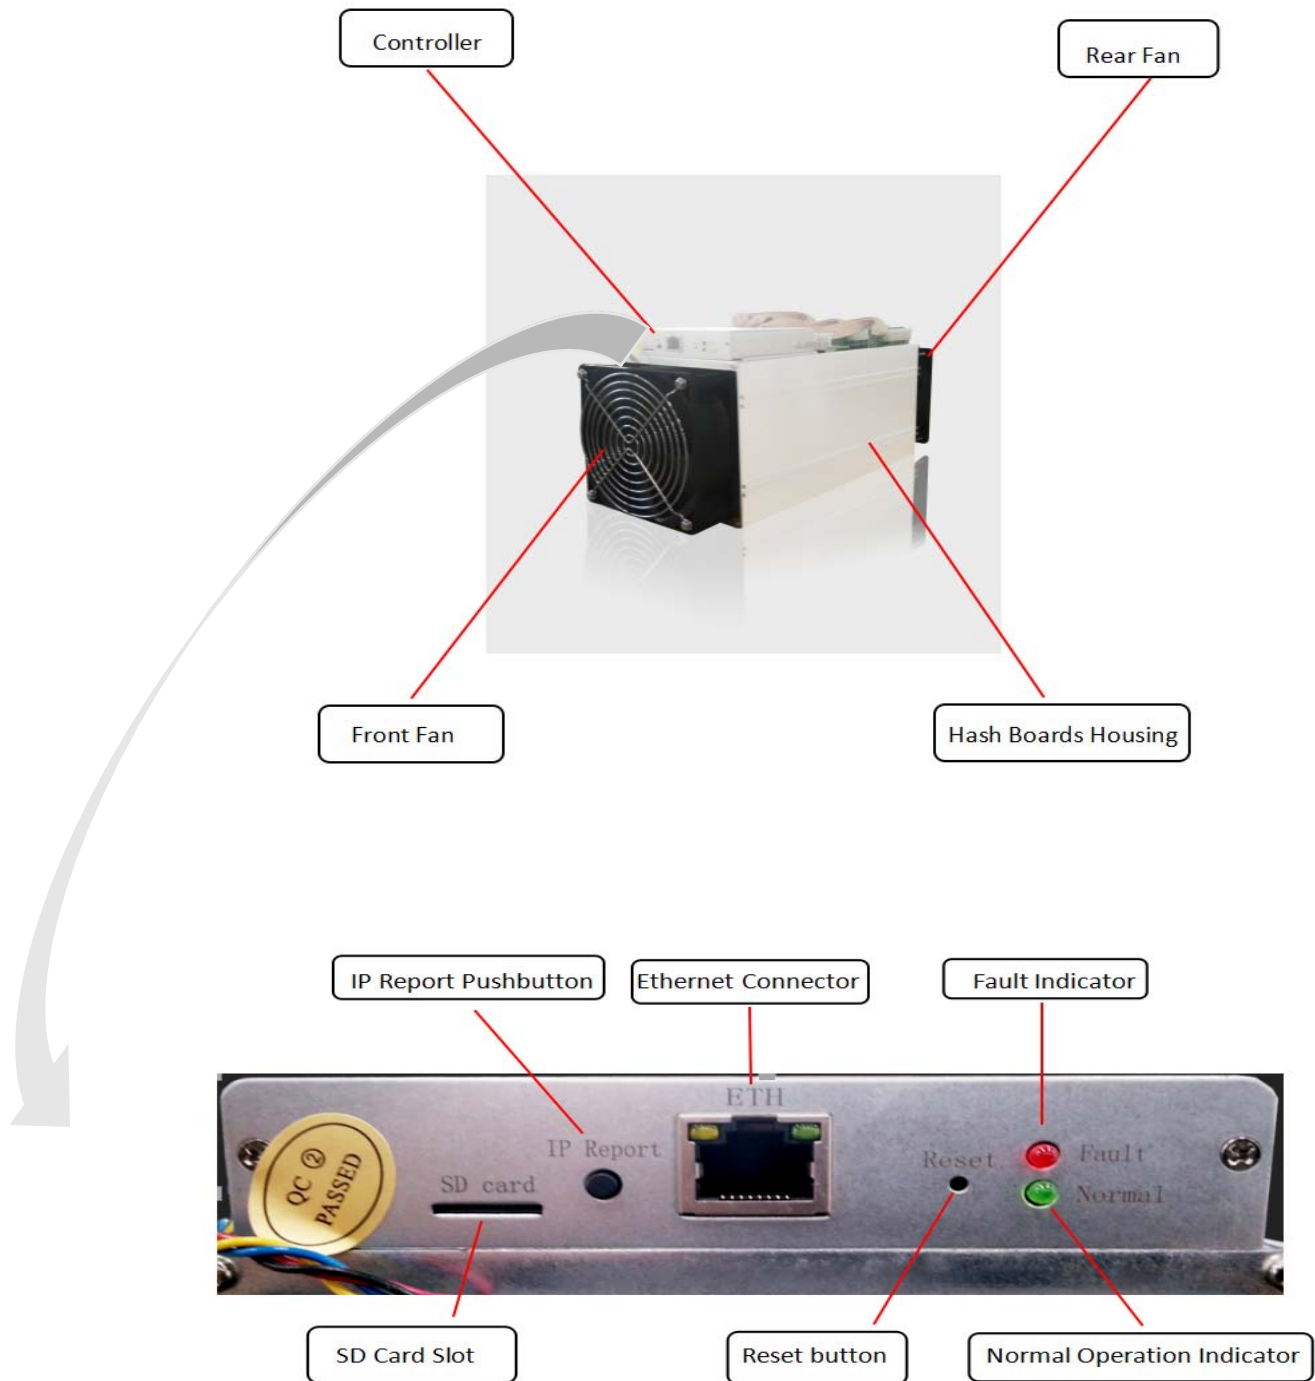 Controller
Rear Fan
Front Fan
Hash Boards Housing
IP Report Pushbutton
Ethernet Connector
Fault Indicator
ETH
IP Report
SD card
QC ② PASSED
Reset
Fault
Normal
SD Card Slot
Reset button
Normal Operation Indicator